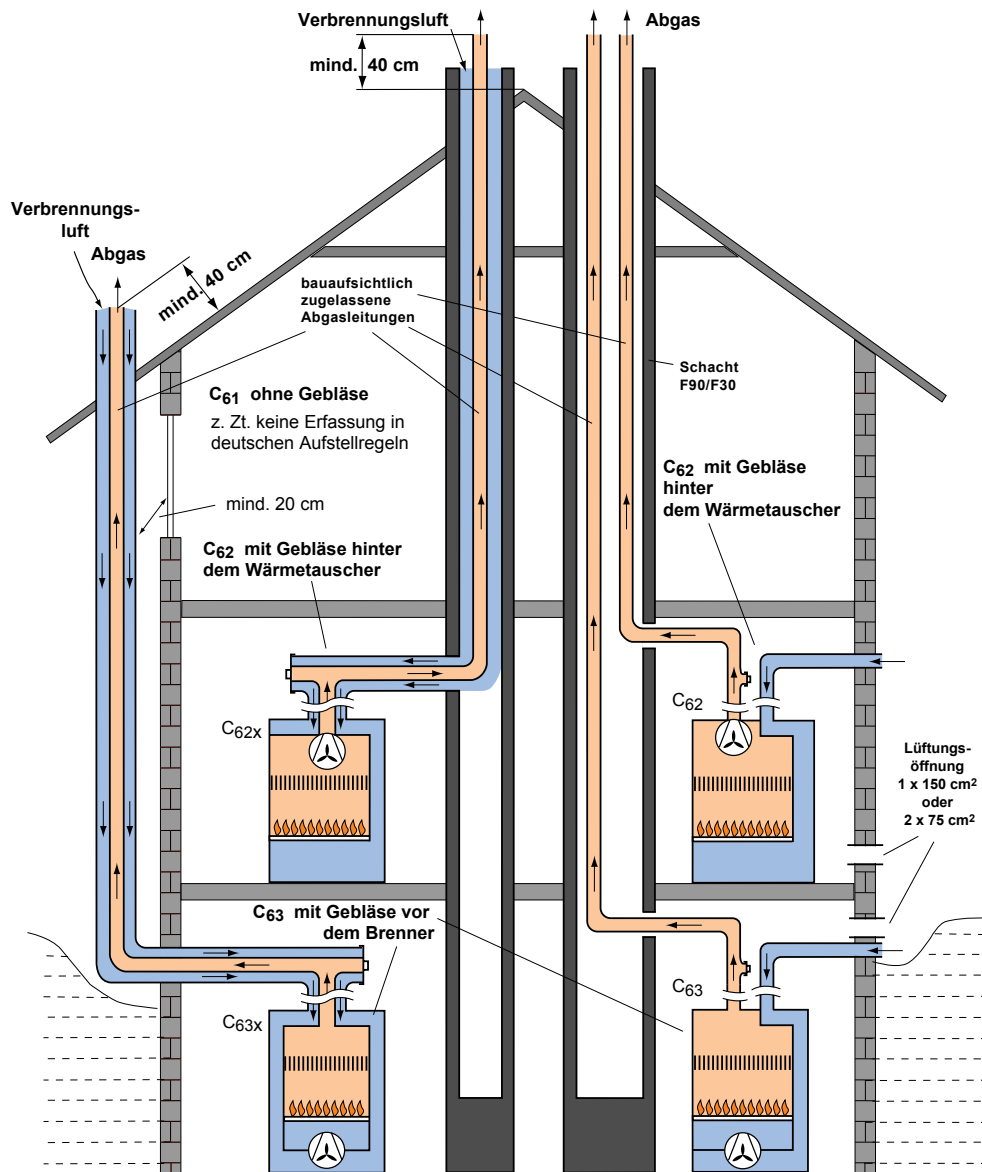 Verbrennungsluft
mind. 40 cm
Abgas
Verbrennungs-
luft
Abgas
mind. 40 cm
bauaufsichtlich
zugelassene
Abgasleitungen
Schacht
F90/F30
C61 ohne Gebläse
z. Zt. keine Erfassung in
deutschen Aufstellregeln
mind. 20 cm
C62 mit Gebläse hinter
dem Wärmetauscher
C62 mit Gebläse
hinter
dem Wärmetauscher
C62x
C62
Lüftungs-
öffnung
1 x 150 cm2
oder
2 x 75 cm2
C63 mit Gebläse vor
dem Brenner
C63x
C63